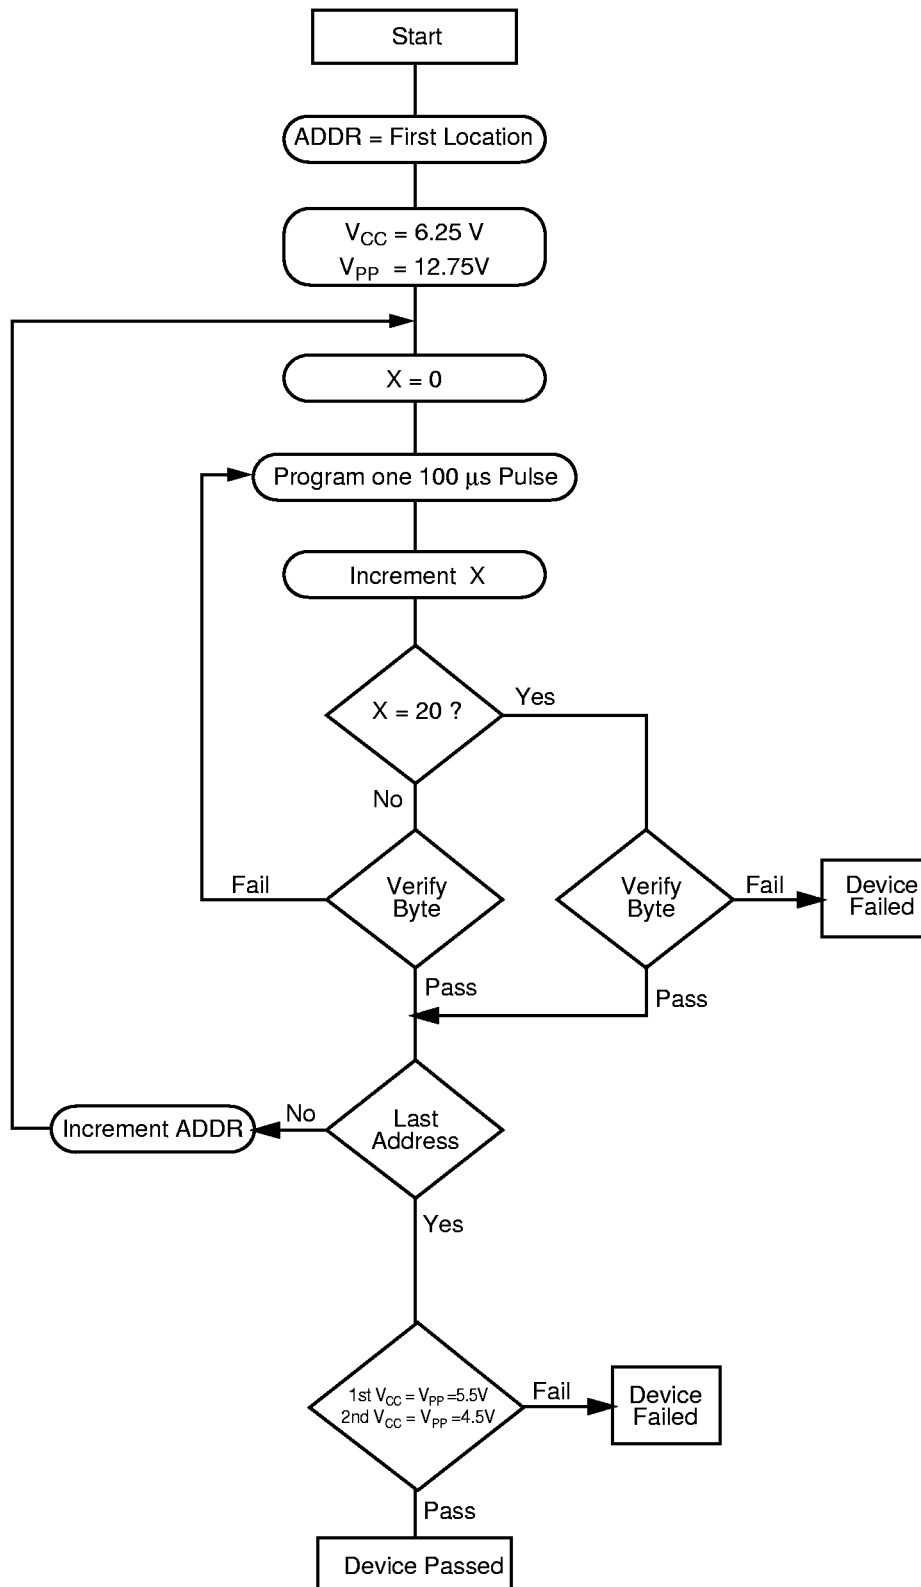 Start
ADDR = First Location
VCC = 6.25 V
VPP = 12.75V
X = 0
Program one 100 µs Pulse
Increment X
X = 20 ?
Yes
No
Verify
Byte
Fail
Pass
Verify
Byte
Fail
Device
Failed
Pass
Last
Address
No
Increment ADDR
Yes
1st VCC = VPP =5.5V
2nd VCC = VPP =4.5V
Fail
Device
Failed
Pass
Device Passed